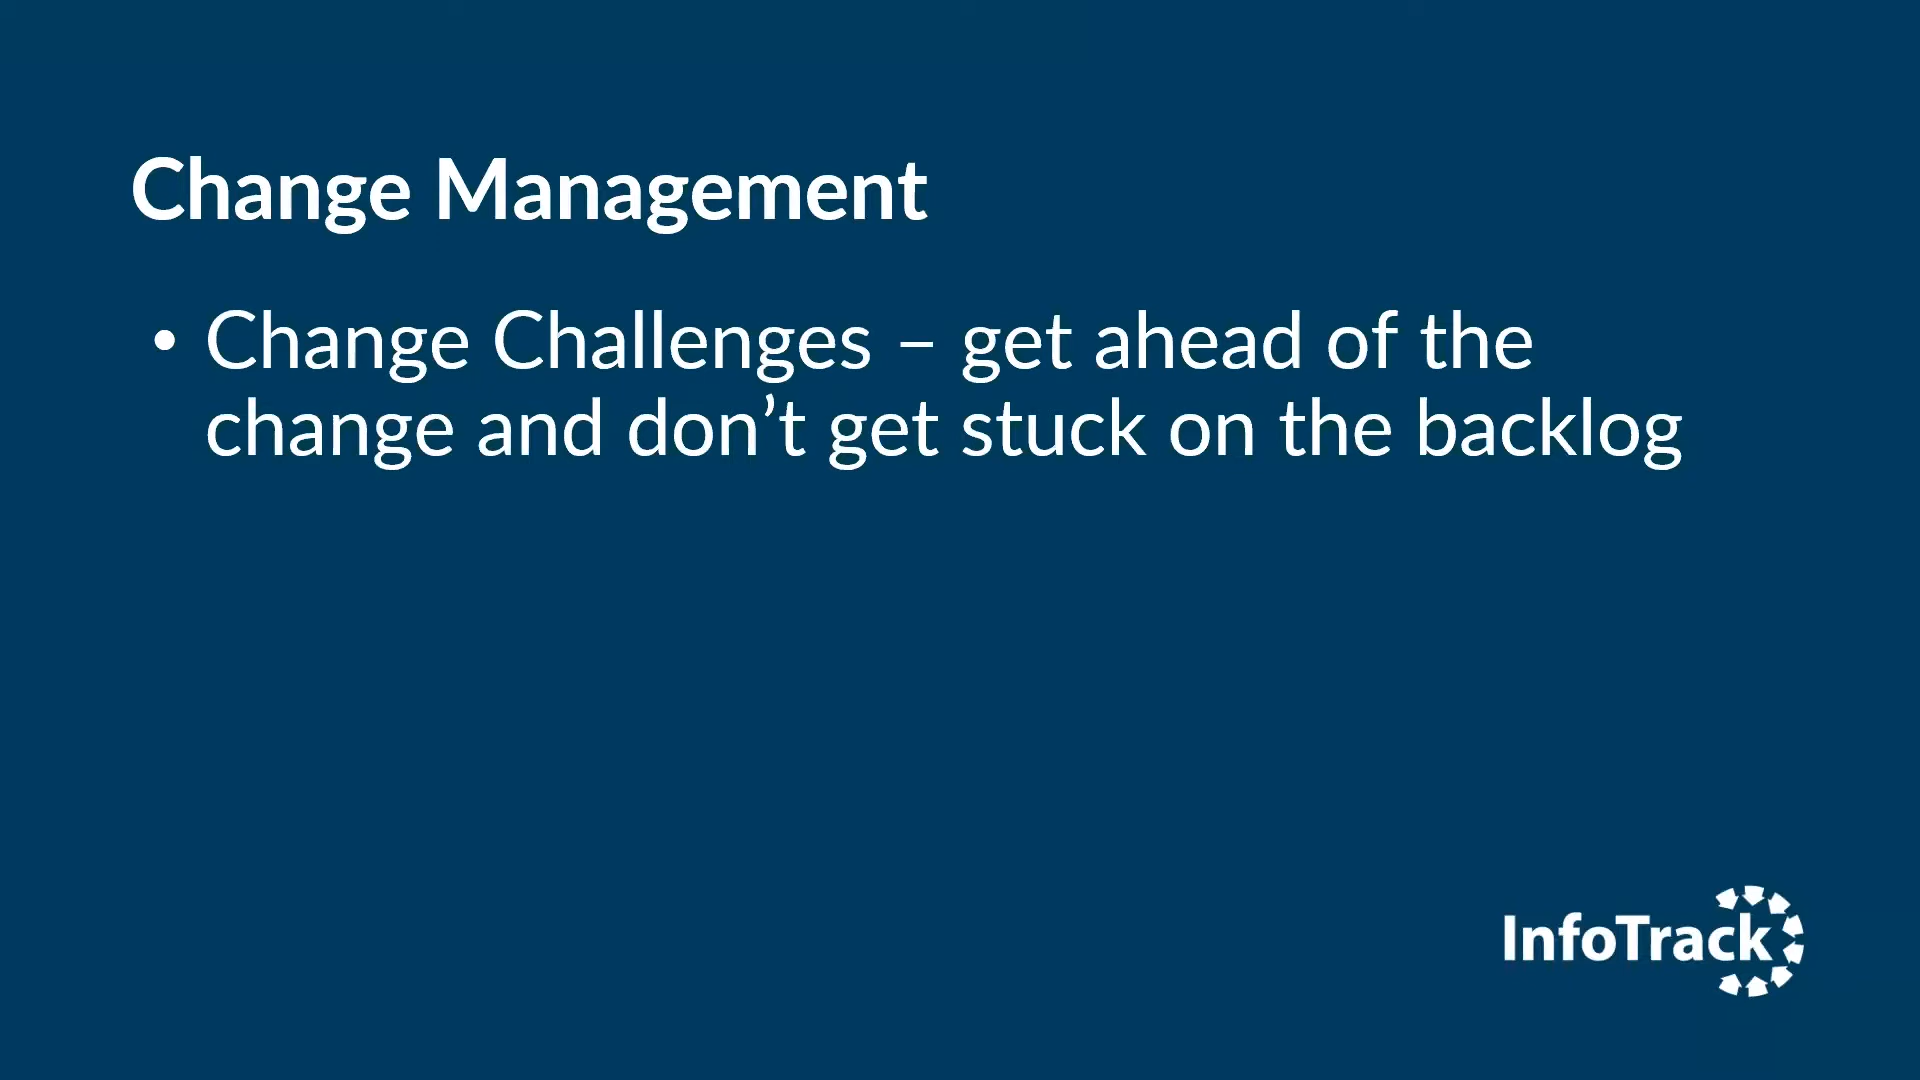 Change Management
• Change Challenges – get ahead of the
change and don’t get stuck on the backlog
InfoTrack